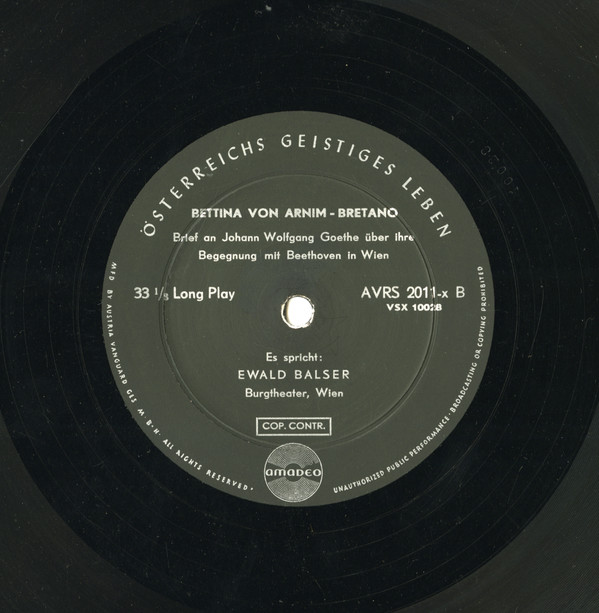 ÖSTERREICHS GEISTIGES LEBEN
BETTINA VON ARNIM - BRETANO
Brief an Johann Wolfgang Goethe über ihre
Begegnung mit Beethoven in Wien
33 1/3 Long Play
AVRS 2011-x B
VSX 10028
Es spricht:
EWALD BALSER
Burgtheater, Wien
COP. CONTR.
amadeo
MFD BY AUSTRIA VANGUARD GES. M.B.H. ALL RIGHTS RESERVED •
UNAUTHORIZED PUBLIC PERFORMANCE • BROADCASTING OR COPYING PROHIBITED